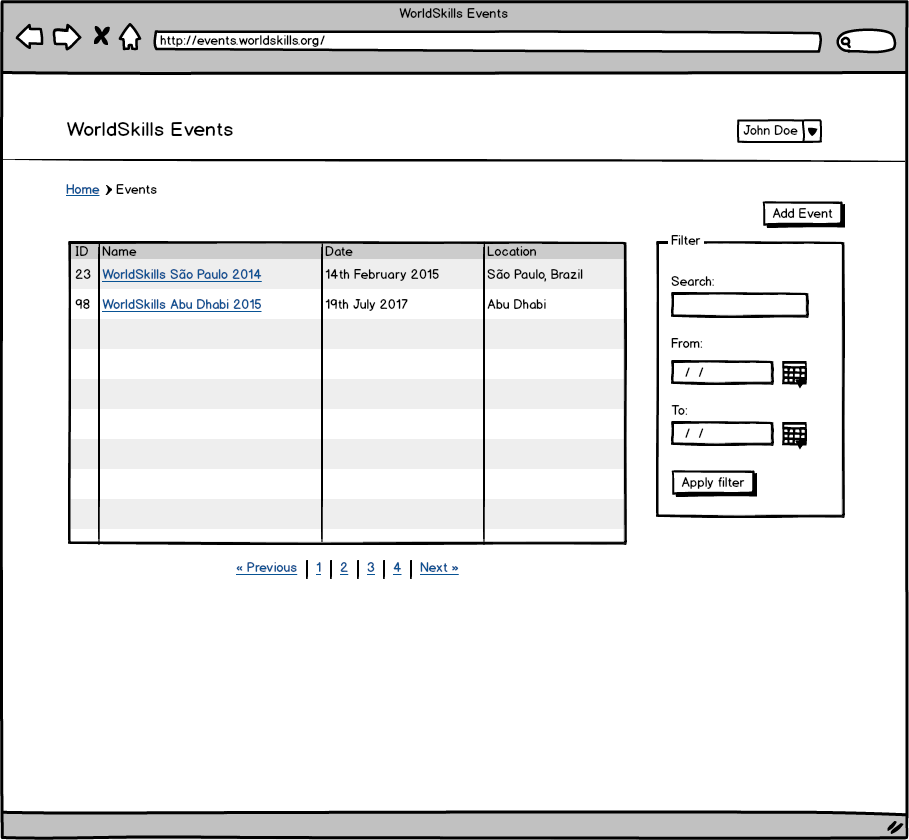 WorldSkills Events
http://events.worldskills.org/
WorldSkills Events
John Doe
Home > Events
Add Event
ID Name Date Location
23 WorldSkills São Paulo 2014 14th February 2015 São Paulo, Brazil
98 WorldSkills Abu Dhabi 2015 19th July 2017 Abu Dhabi
« Previous | 1 | 2 | 3 | 4 | Next »
Filter
Search:
From:
/ /
To:
/ /
Apply filter